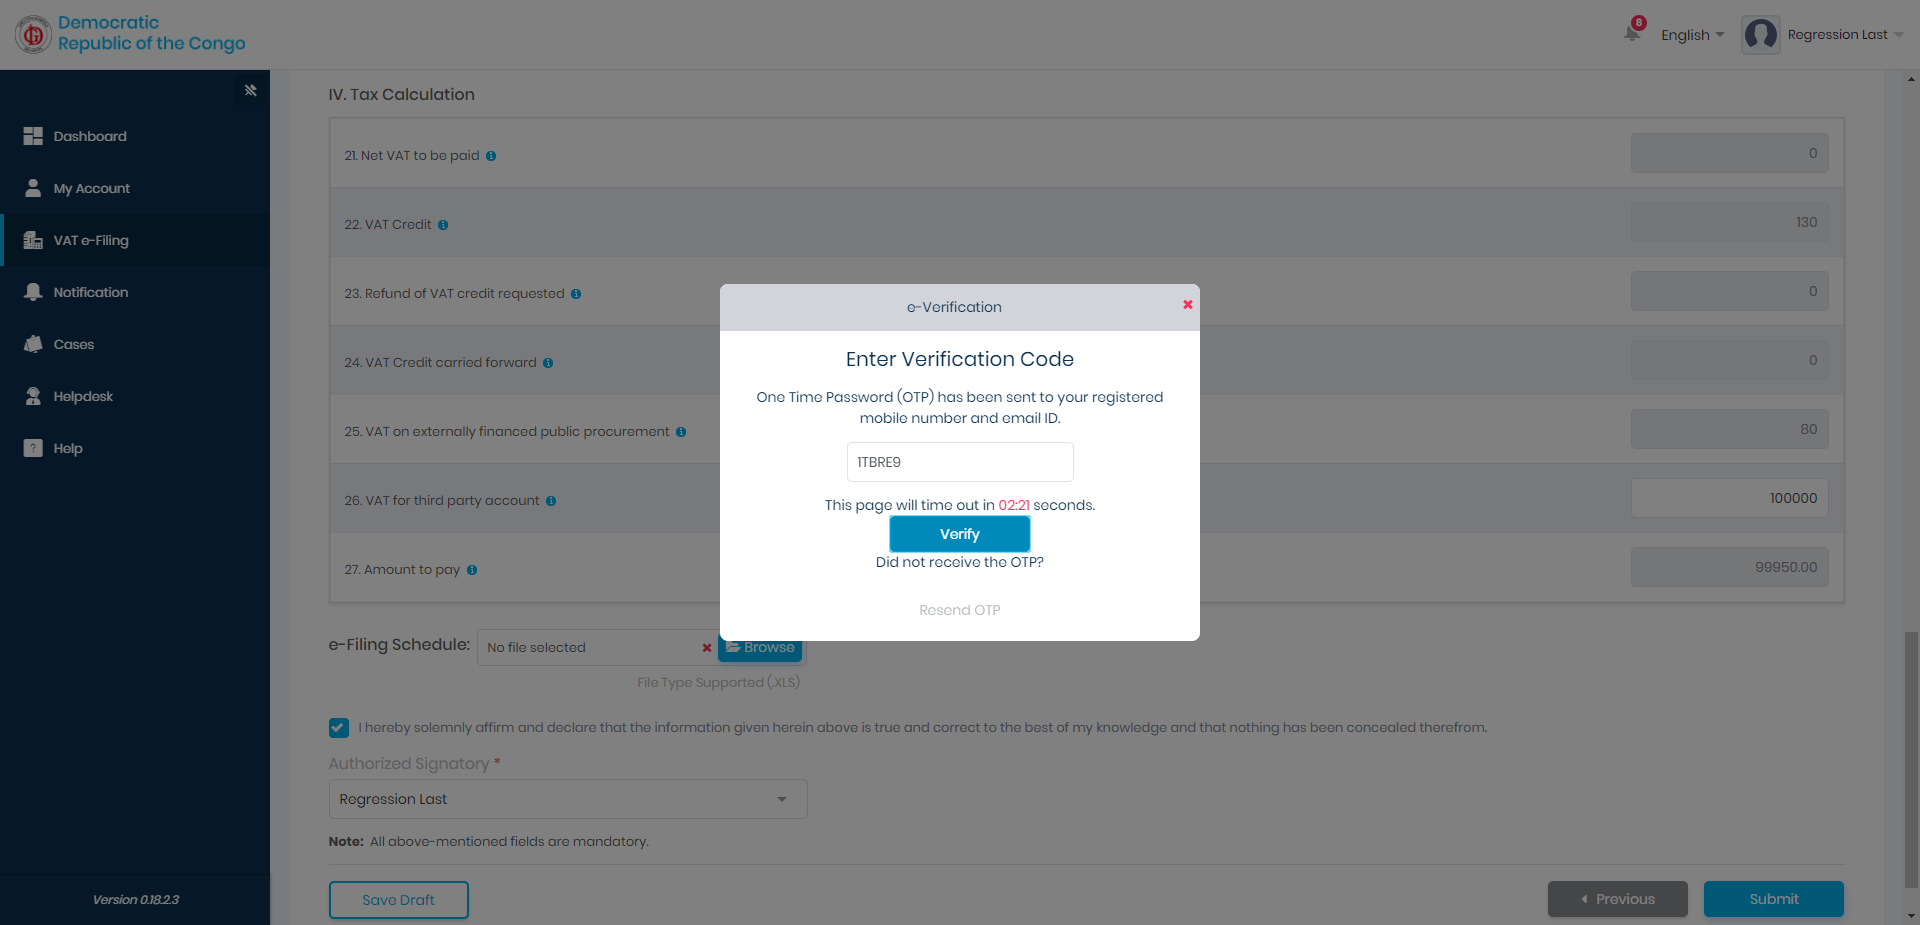 Democratic
Republic of the Congo
8
English
Regression Last
Dashboard
My Account
VAT e-Filing
Notification
Cases
Helpdesk
? Help
Version 0.18.2.3
IV. Tax Calculation
21. Net VAT to be paid i 0
22. VAT Credit i 130
23. Refund of VAT credit requested i 0
24. VAT Credit carried forward i 0
25. VAT on externally financed public procurement i 80
26. VAT for third party account i 100000
27. Amount to pay i 99950.00
e-Verification
Enter Verification Code
One Time Password (OTP) has been sent to your registered
mobile number and email ID.
1TBRE9
This page will time out in 02:21 seconds.
Verify
Did not receive the OTP?
Resend OTP
e-Filing Schedule: No file selected Browse
File Type Supported (.XLS)
I hereby solemnly affirm and declare that the information given herein above is true and correct to the best of my knowledge and that nothing has been concealed therefrom.
Authorized Signatory *
Regression Last
Note: All above-mentioned fields are mandatory.
Save Draft
Previous
Submit